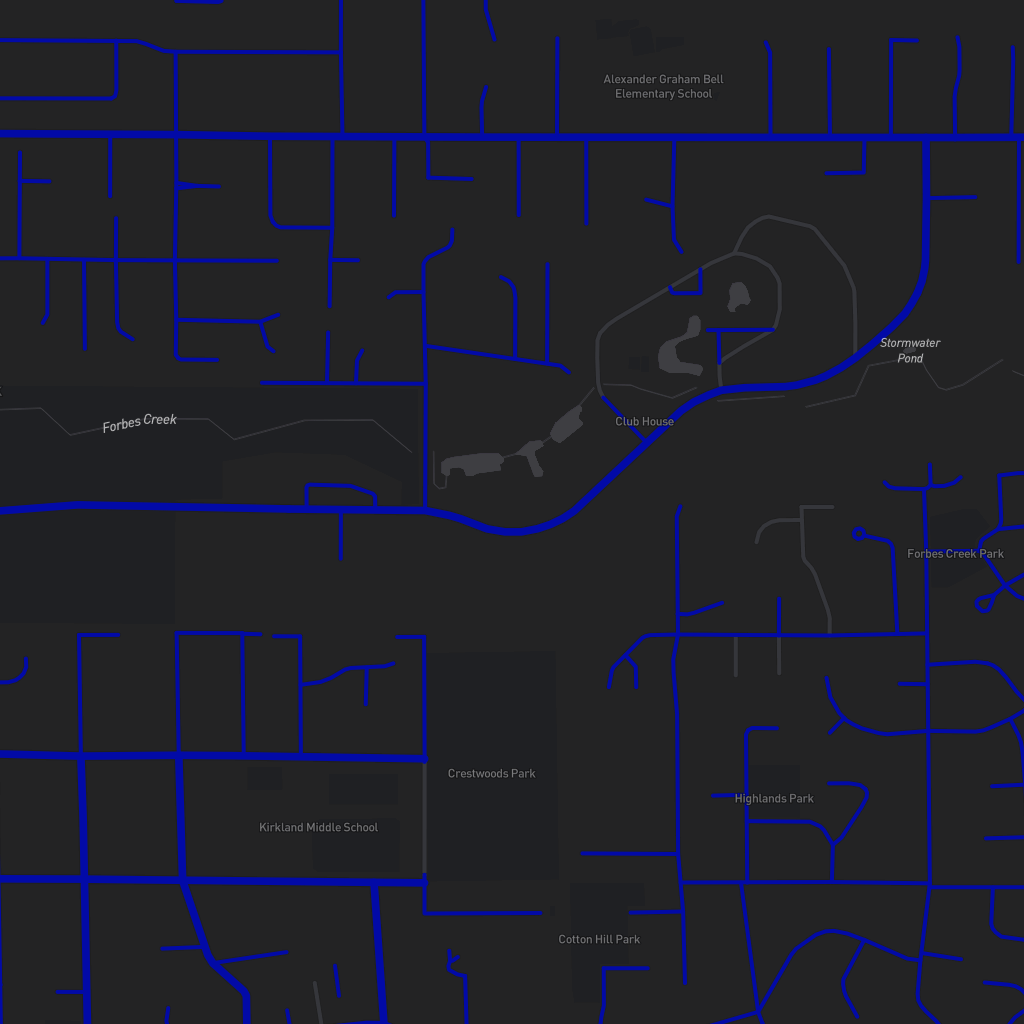 Alexander Graham Bell
Elementary School
Stormwater
Pond
Forbes Creek
Club House
Forbes Creek Park
Crestwoods Park
Highlands Park
Kirkland Middle School
Cotton Hill Park